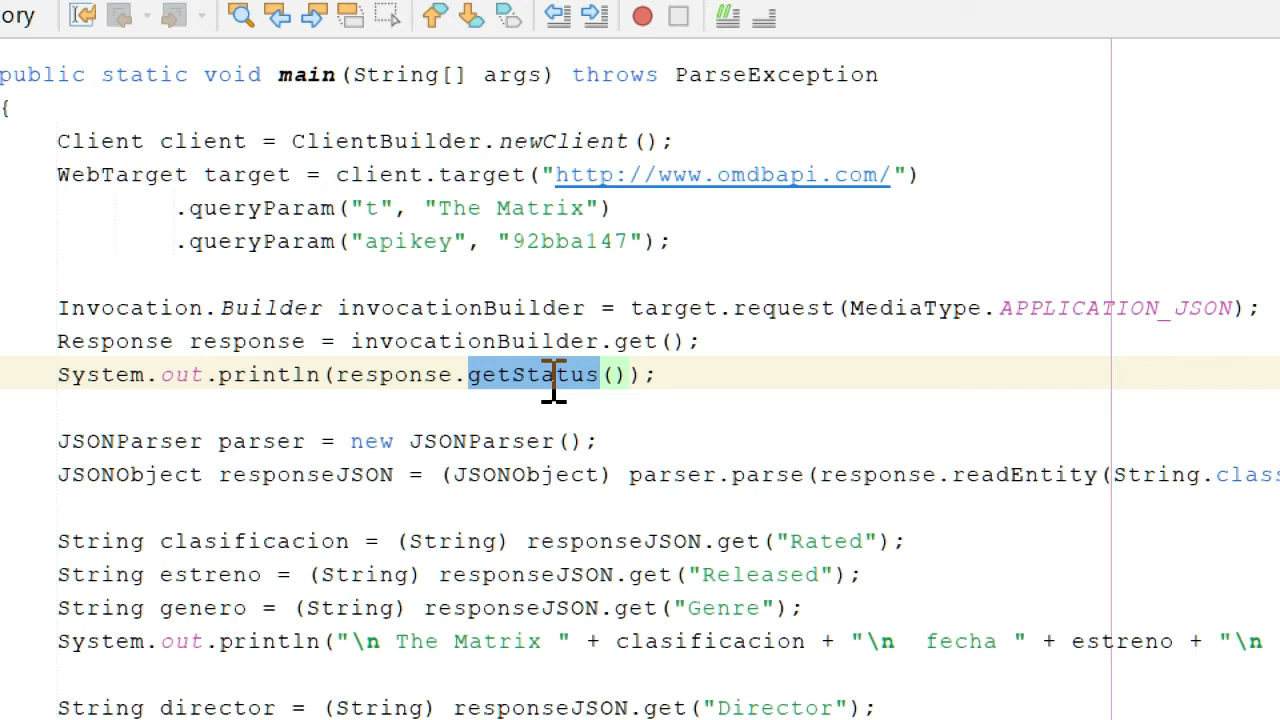 ory
public static void main(String[] args) throws ParseException
{
Client client = ClientBuilder.newClient();
WebTarget target = client.target("http://www.omdbapi.com/")
.queryParam("t", "The Matrix")
.queryParam("apikey", "92bba147");
Invocation.Builder invocationBuilder = target.request(MediaType.APPLICATION_JSON);
Response response = invocationBuilder.get();
System.out.println(response.getStatus());
JSONParser parser = new JSONParser();
JSONObject responseJSON = (JSONObject) parser.parse(response.readEntity(String.class
String clasificacion = (String) responseJSON.get("Rated");
String estreno = (String) responseJSON.get("Released");
String genero = (String) responseJSON.get("Genre");
System.out.println("\n The Matrix " + clasificacion + "\n  fecha " + estreno + "\n
String director = (String) responseJSON.get("Director");